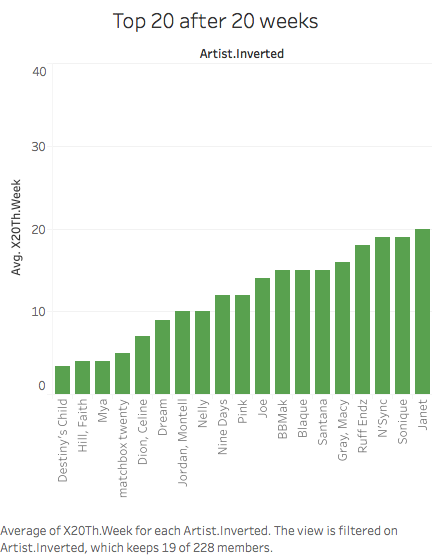 Top 20 after 20 weeks
Artist.Inverted
Avg. X20Th.Week
40
30
20
10
0
Destiny's Child
Hill, Faith
Mya
matchbox twenty
Dion, Celine
Dream
Jordan, Montell
Nelly
Nine Days
Pink
Joe
BBMak
Blaque
Santana
Gray, Macy
Ruff Endz
N'Sync
Sonique
Janet
Average of X20Th.Week for each Artist.Inverted. The view is filtered on
Artist.Inverted, which keeps 19 of 228 members.